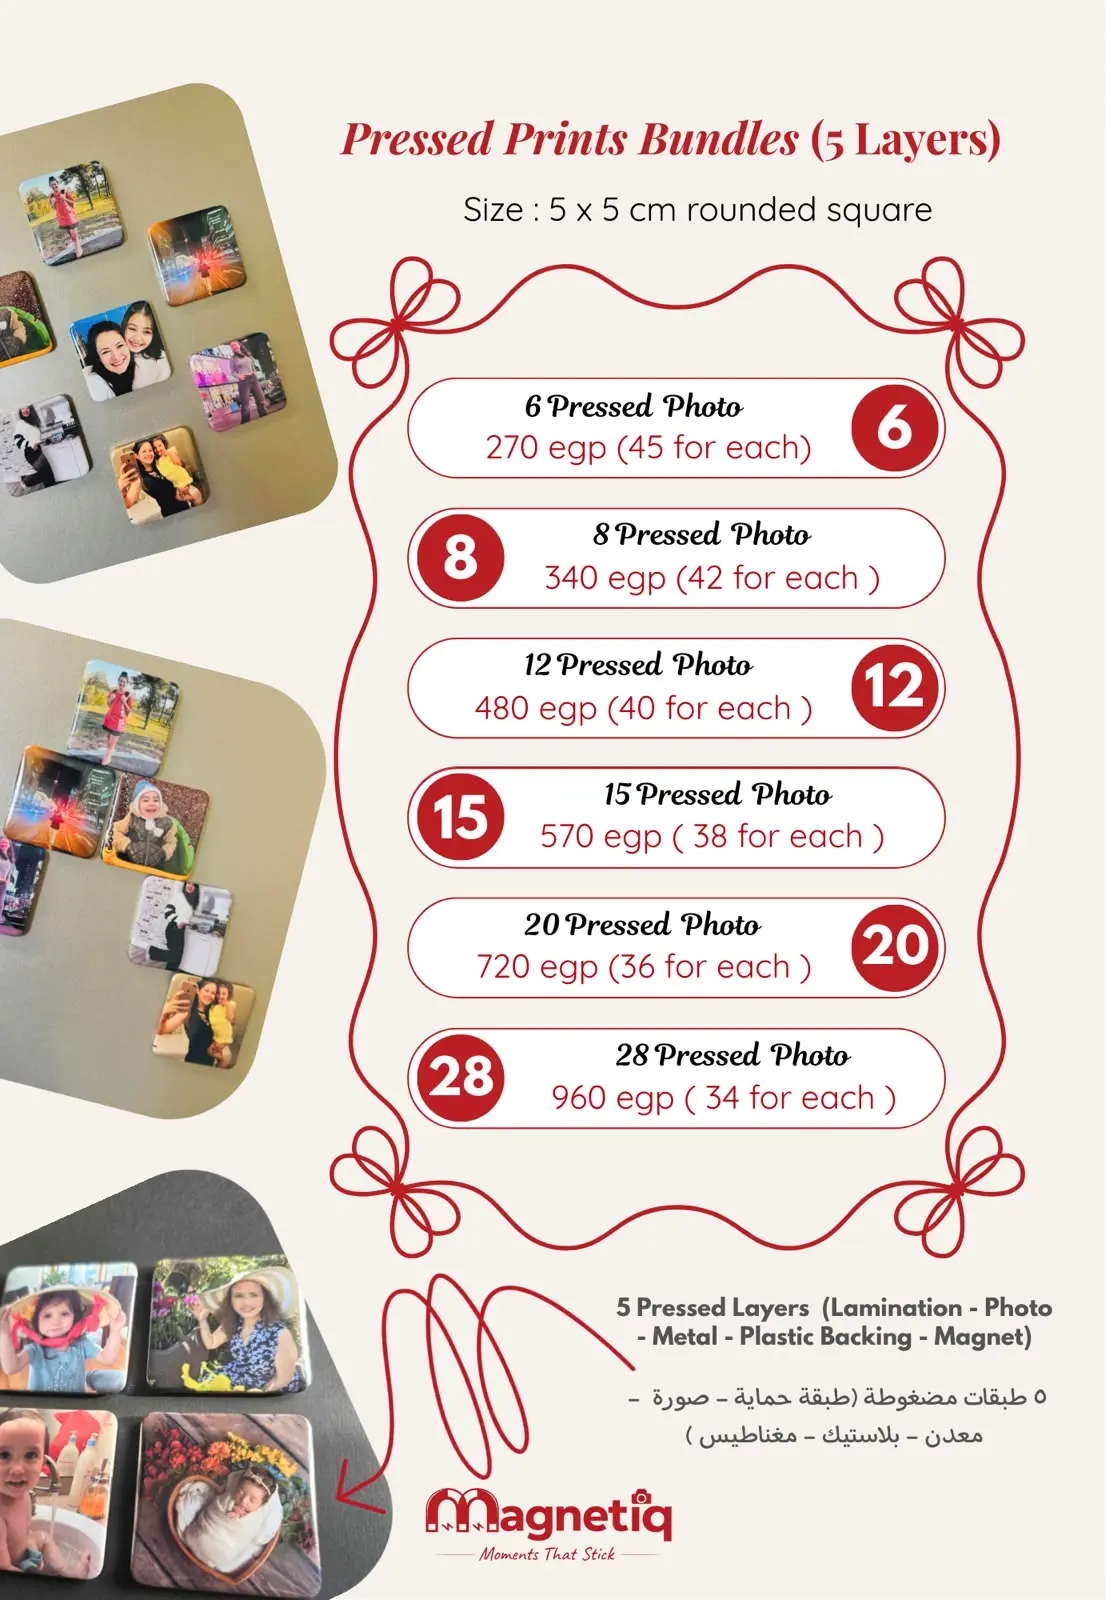 Pressed Prints Bundles (5 Layers)
Size : 5 x 5 cm rounded square
6 Pressed Photo
270 egp (45 for each)
6
8
8 Pressed Photo
340 egp (42 for each )
12 Pressed Photo
480 egp (40 for each )
12
15
15 Pressed Photo
570 egp ( 38 for each )
20 Pressed Photo
720 egp (36 for each )
20
28
28 Pressed Photo
960 egp ( 34 for each )
5 Pressed Layers (Lamination - Photo
- Metal - Plastic Backing - Magnet)
٥ طبقات مضغوطة (طبقة حماية - صورة -
معدن - بلاستيك - مغناطيس )
Magnetiq
Moments That Stick